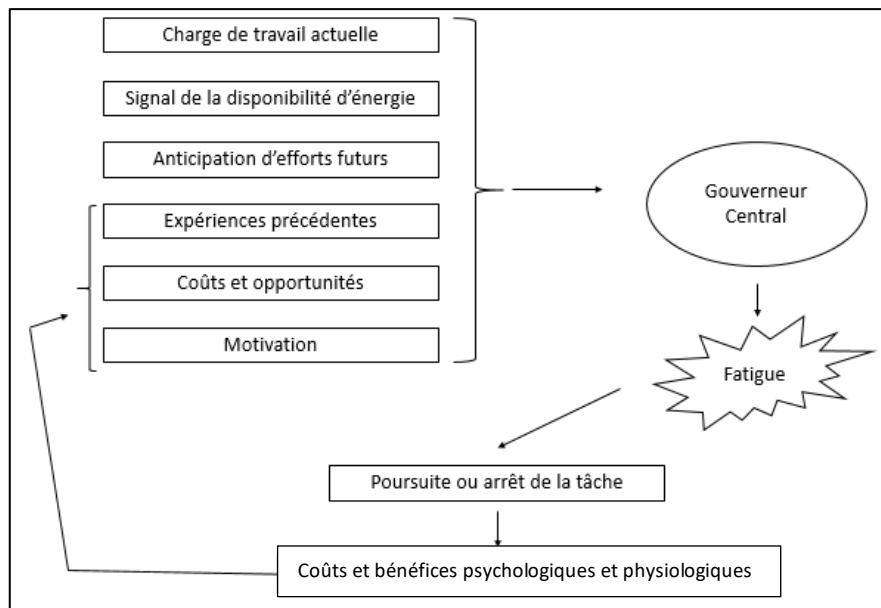 Charge de travail actuelle
Signal de la disponibilité d’énergie
Anticipation d’efforts futurs
Expériences précédentes
Coûts et opportunités
Motivation
Gouverneur
Central
Fatigue
Poursuite ou arrêt de la tâche
Coûts et bénéfices psychologiques et physiologiques